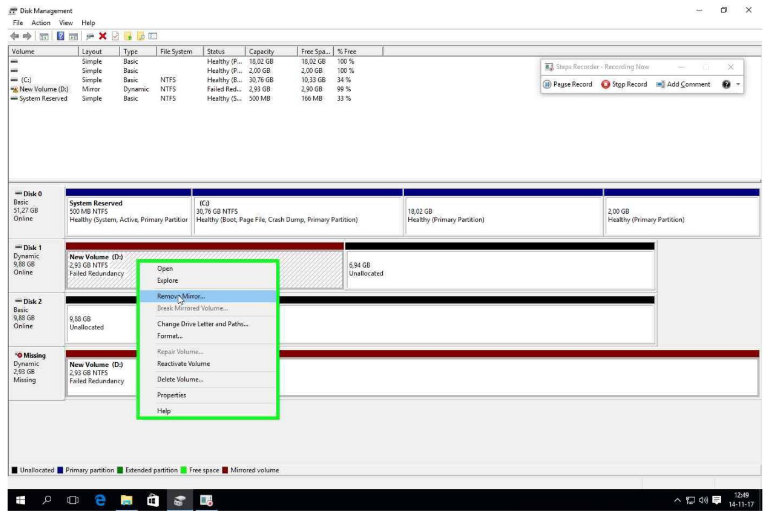 Disk Management
File Action View Help
Volume Layout Type File System Status Capacity Free Spa... % Free
Simple Basic Healthy (P... 18,02 GB 18,02 GB 100 %
Simple Basic Healthy (P... 2,00 GB 2,00 GB 100 %
(C:) Simple Basic NTFS Healthy (B... 30,76 GB 10,33 GB 34 %
New Volume (D:) Mirror Dynamic NTFS Failed Red... 2,93 GB 2,90 GB 99 %
System Reserved Simple Basic NTFS Healthy (S... 500 MB 166 MB 33 %
Steps Recorder - Recording Now
Pause Record Stop Record Add Comment
Disk 0
Basic
51,27 GB
Online
System Reserved
500 MB NTFS
Healthy (System, Active, Primary Partition
(C:)
30,76 GB NTFS
Healthy (Boot, Page File, Crash Dump, Primary Partition)
18,02 GB
Healthy (Primary Partition)
2,00 GB
Healthy (Primary Partition)
Disk 1
Dynamic
9,88 GB
Online
New Volume (D:)
2,93 GB NTFS
Failed Redundancy
6,94 GB
Unallocated
Disk 2
Basic
9,88 GB
Online
9,88 GB
Unallocated
Missing
Dynamic
2,93 GB
Missing
New Volume (D:)
2,93 GB NTFS
Failed Redundancy
Open
Explore
Remove Mirror...
Break Mirrored Volume...
Change Drive Letter and Paths...
Format...
Repair Volume...
Reactivate Volume
Delete Volume...
Properties
Help
Unallocated Primary partition Extended partition Free space Mirrored volume
12:49
14-11-17